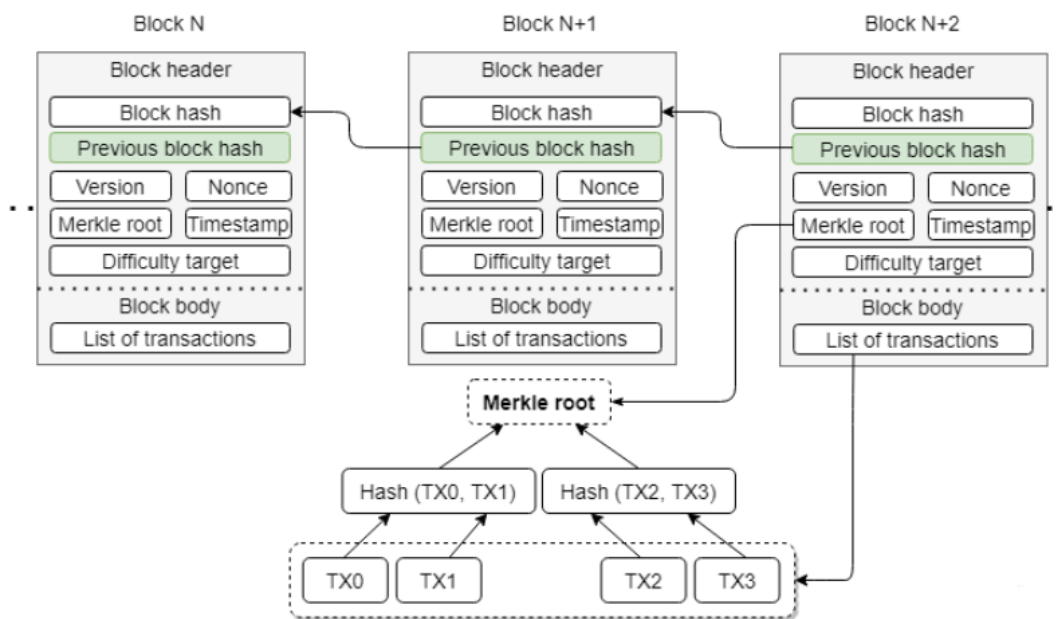 Block N
Block N+1
Block N+2
Block header
Block hash
Previous block hash
Version
Nonce
Merkle root
Timestamp
Difficulty target
Block body
List of transactions
Block header
Block hash
Previous block hash
Version
Nonce
Merkle root
Timestamp
Difficulty target
Block body
List of transactions
Block header
Block hash
Previous block hash
Version
Nonce
Merkle root
Timestamp
Difficulty target
Block body
List of transactions
Merkle root
Hash (TX0, TX1)
Hash (TX2, TX3)
TX0
TX1
TX2
TX3